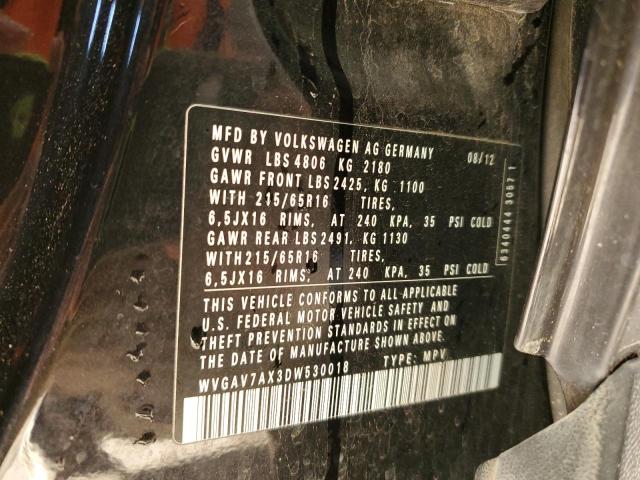 MFD BY VOLKSWAGEN AG GERMANY 08/12
GVWR LBS 4806 KG 2180
GAWR FRONT LBS 2425, KG 1100
WITH 215/65R16 TIRES,
6,5JX16 RIMS, AT 240 KPA, 35 PSI COLD
GAWR REAR LBS 2491, KG 1130
WITH 215/65R16 TIRES,
6,5JX16 RIMS, AT 240 KPA, 35 PSI COLD
THIS VEHICLE CONFORMS TO ALL APPLICABLE
U.S. FEDERAL MOTOR VEHICLE SAFETY AND
THEFT PREVENTION STANDARDS IN EFFECT ON
THE DATE OF MANUFACTURE SHOWN ABOVE.
WVGAV7AX3DW530018 TYPE: MPV
6340444 3057 1